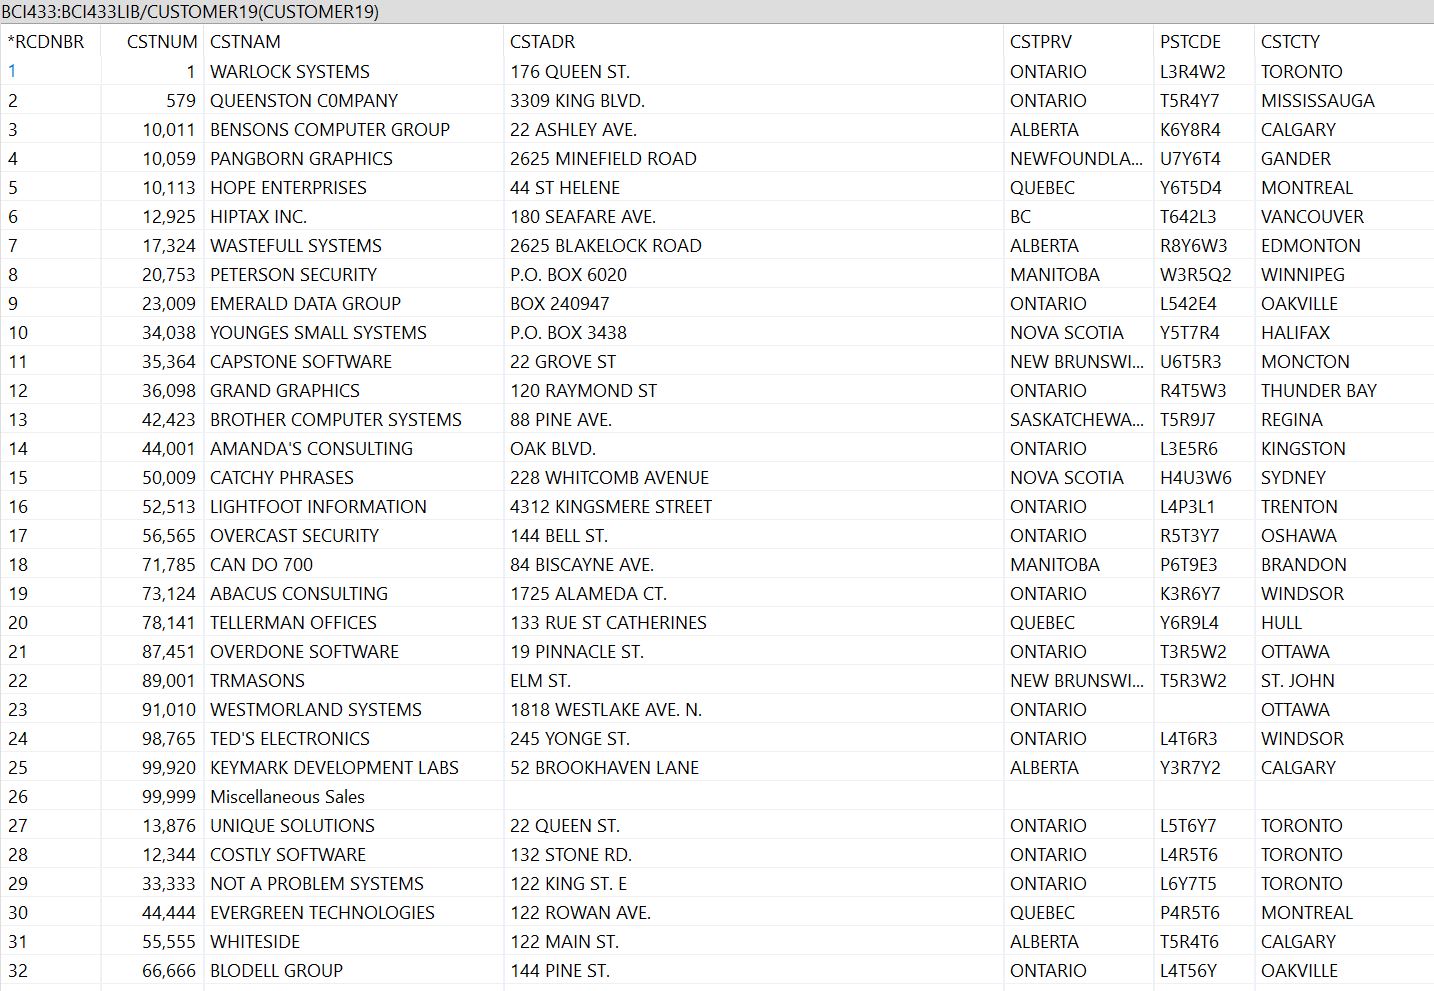 BCI433:BCI433LIB/CUSTOMER19(CUSTOMER19)
*RCDNBR CSTNUM CSTNAM CSTADR CSTPRV PSTCDE CSTCTY
1 1 WARLOCK SYSTEMS 176 QUEEN ST. ONTARIO L3R4W2 TORONTO
2 579 QUEENSTON C0MPANY 3309 KING BLVD. ONTARIO T5R4Y7 MISSISSAUGA
3 10,011 BENSONS COMPUTER GROUP 22 ASHLEY AVE. ALBERTA K6Y8R4 CALGARY
4 10,059 PANGBORN GRAPHICS 2625 MINEFIELD ROAD NEWFOUNDLA... U7Y6T4 GANDER
5 10,113 HOPE ENTERPRISES 44 ST HELENE QUEBEC Y6T5D4 MONTREAL
6 12,925 HIPTAX INC. 180 SEAFARE AVE. BC T642L3 VANCOUVER
7 17,324 WASTEFULL SYSTEMS 2625 BLAKELOCK ROAD ALBERTA R8Y6W3 EDMONTON
8 20,753 PETERSON SECURITY P.O. BOX 6020 MANITOBA W3R5Q2 WINNIPEG
9 23,009 EMERALD DATA GROUP BOX 240947 ONTARIO L542E4 OAKVILLE
10 34,038 YOUNGES SMALL SYSTEMS P.O. BOX 3438 NOVA SCOTIA Y5T7R4 HALIFAX
11 35,364 CAPSTONE SOFTWARE 22 GROVE ST NEW BRUNSWI... U6T5R3 MONCTON
12 36,098 GRAND GRAPHICS 120 RAYMOND ST ONTARIO R4T5W3 THUNDER BAY
13 42,423 BROTHER COMPUTER SYSTEMS 88 PINE AVE. SASKATCHEWA... T5R9J7 REGINA
14 44,001 AMANDA'S CONSULTING OAK BLVD. ONTARIO L3E5R6 KINGSTON
15 50,009 CATCHY PHRASES 228 WHITCOMB AVENUE NOVA SCOTIA H4U3W6 SYDNEY
16 52,513 LIGHTFOOT INFORMATION 4312 KINGSMERE STREET ONTARIO L4P3L1 TRENTON
17 56,565 OVERCAST SECURITY 144 BELL ST. ONTARIO R5T3Y7 OSHAWA
18 71,785 CAN DO 700 84 BISCAYNE AVE. MANITOBA P6T9E3 BRANDON
19 73,124 ABACUS CONSULTING 1725 ALAMEDA CT. ONTARIO K3R6Y7 WINDSOR
20 78,141 TELLERMAN OFFICES 133 RUE ST CATHERINES QUEBEC Y6R9L4 HULL
21 87,451 OVERDONE SOFTWARE 19 PINNACLE ST. ONTARIO T3R5W2 OTTAWA
22 89,001 TRMASONS ELM ST. NEW BRUNSWI... T5R3W2 ST. JOHN
23 91,010 WESTMORLAND SYSTEMS 1818 WESTLAKE AVE. N. ONTARIO OTTAWA
24 98,765 TED'S ELECTRONICS 245 YONGE ST. ONTARIO L4T6R3 WINDSOR
25 99,920 KEYMARK DEVELOPMENT LABS 52 BROOKHAVEN LANE ALBERTA Y3R7Y2 CALGARY
26 99,999 Miscellaneous Sales
27 13,876 UNIQUE SOLUTIONS 22 QUEEN ST. ONTARIO L5T6Y7 TORONTO
28 12,344 COSTLY SOFTWARE 132 STONE RD. ONTARIO L4R5T6 TORONTO
29 33,333 NOT A PROBLEM SYSTEMS 122 KING ST. E ONTARIO L6Y7T5 TORONTO
30 44,444 EVERGREEN TECHNOLOGIES 122 ROWAN AVE. QUEBEC P4R5T6 MONTREAL
31 55,555 WHITESIDE 122 MAIN ST. ALBERTA T5R4T6 CALGARY
32 66,666 BLODELL GROUP 144 PINE ST. ONTARIO L4T56Y OAKVILLE